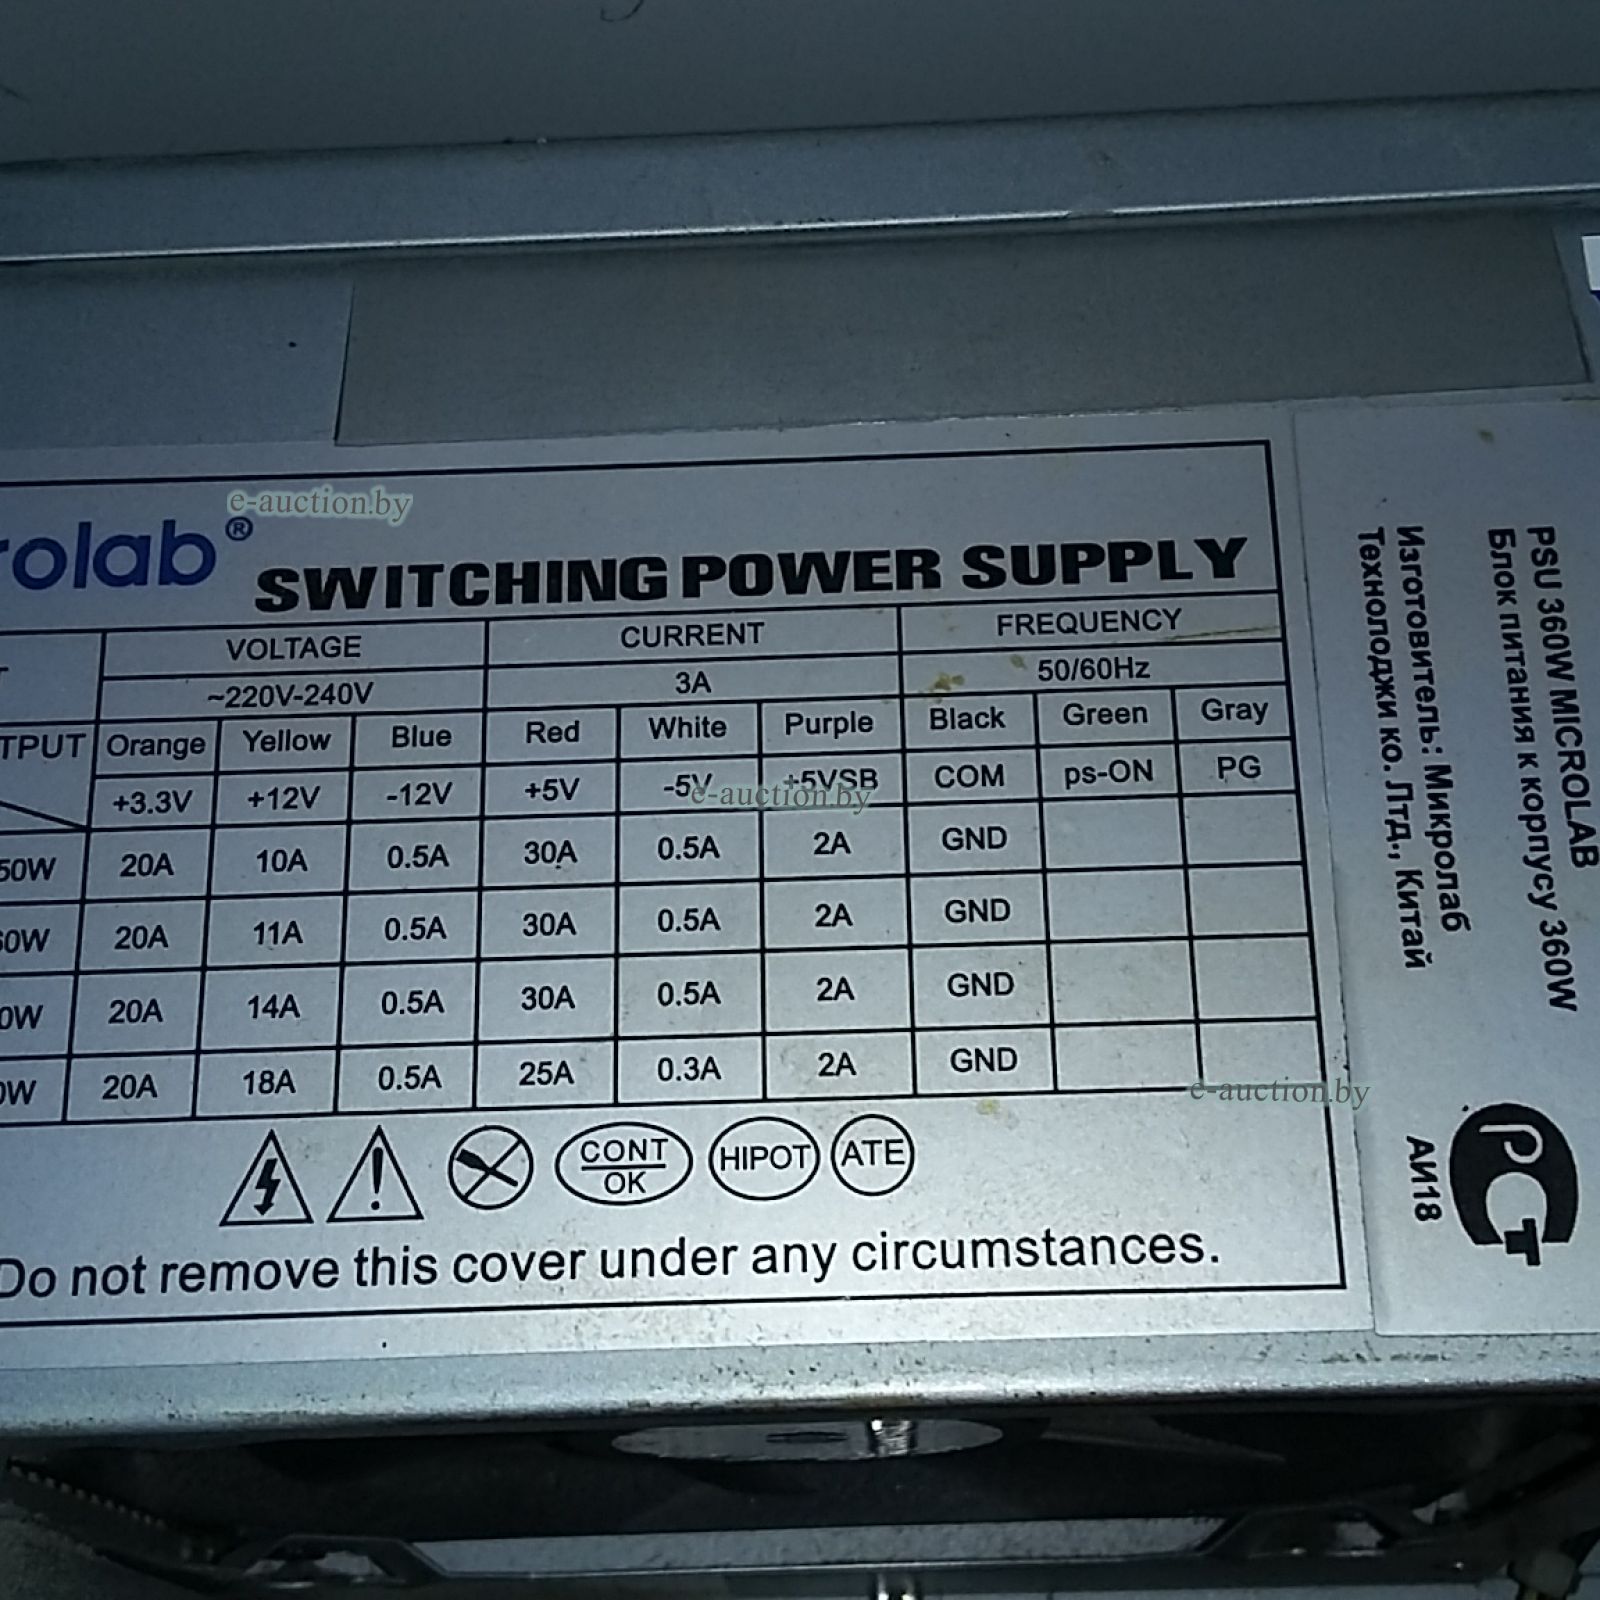 e-auction.by
rolab®
SWITCHING POWER SUPPLY
VOLTAGE CURRENT FREQUENCY
~220V-240V 3A 50/60Hz
TPUT Orange Yellow Blue Red White Purple Black Green Gray
+3.3V +12V -12V +5V -5V +5VSB COM ps-ON PG
e-auction.by
50W 20A 10A 0.5A 30A 0.5A 2A GND
60W 20A 11A 0.5A 30A 0.5A 2A GND
0W 20A 14A 0.5A 30A 0.5A 2A GND
0W 20A 18A 0.5A 25A 0.3A 2A GND
e-auction.by
CONT
OK
HIPOT
ATE
Do not remove this cover under any circumstances.
PSU 360W MICROLAB
Блок питания к корпусу 360W
Изготовитель: Микролаб
Технолоджи ко. Лтд., Китай
РСТ
АИ18